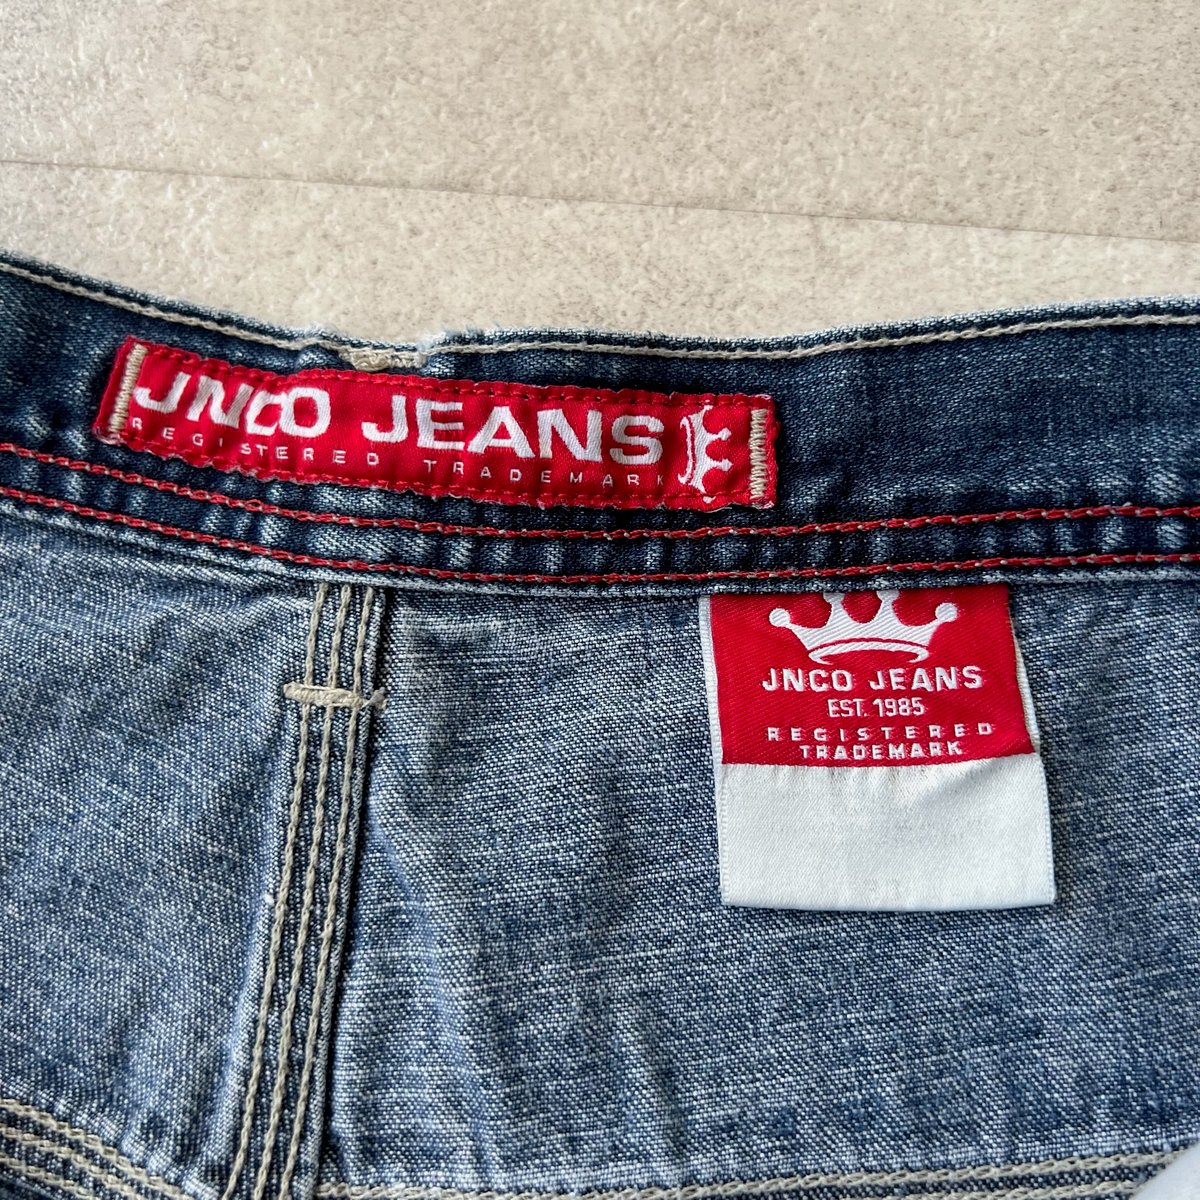 JNCO JEANS
REGISTERED TRADEMARK
JNCO JEANS
EST. 1985
REGISTERED
TRADEMARK